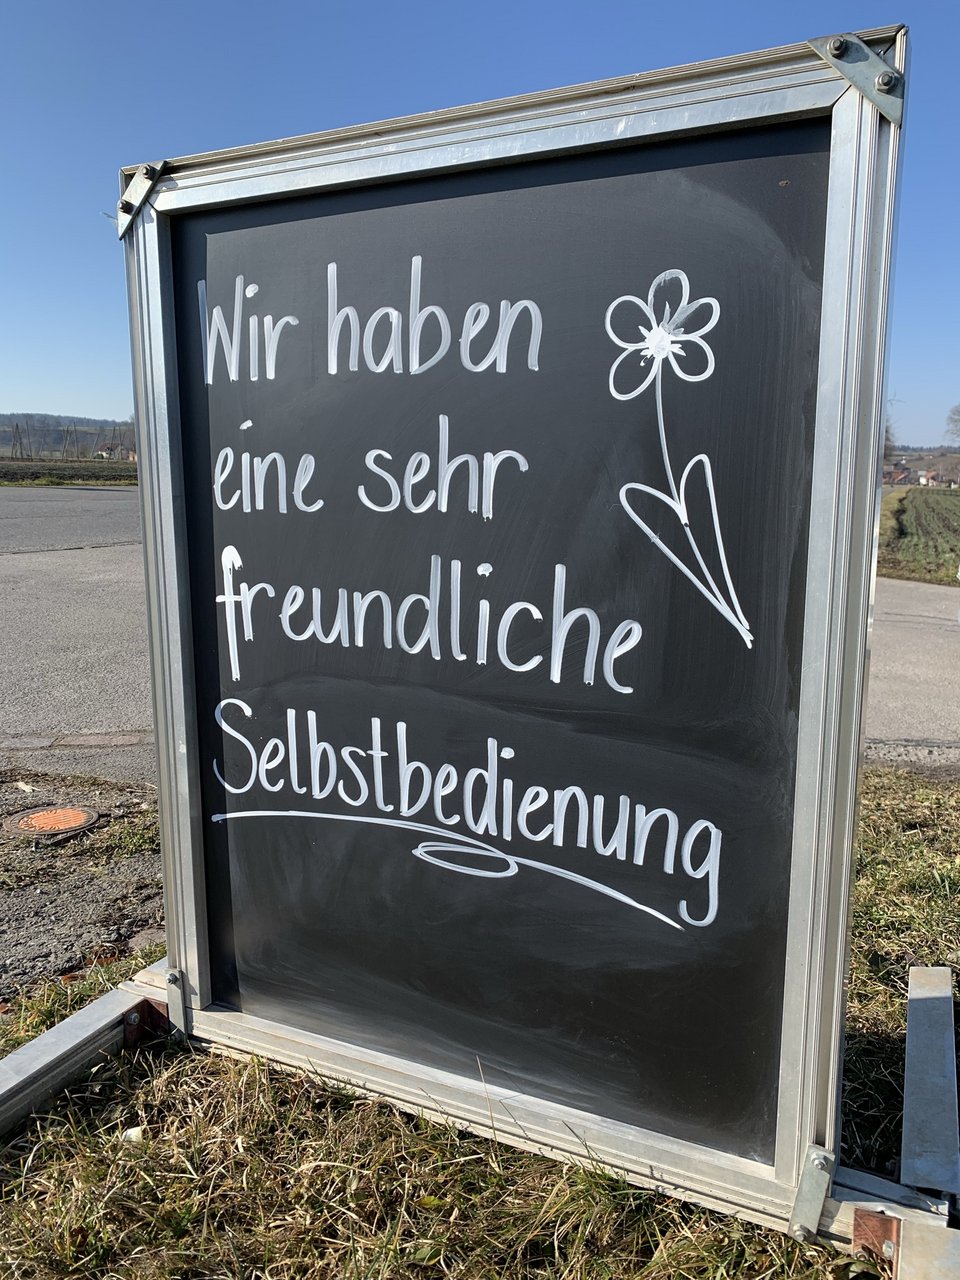 Wir haben
eine sehr
freundliche
Selbstbedienung